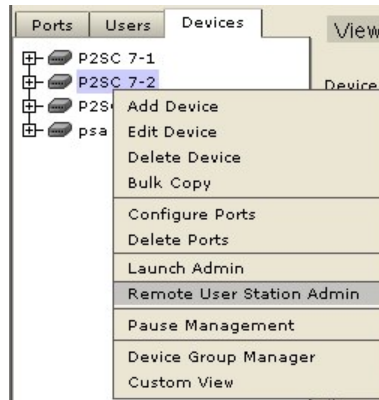 Ports Users Devices View
P2SC 7-1
P2SC 7-2 Device
P2S
psa
Add Device
Edit Device
Delete Device
Bulk Copy
Configure Ports
Delete Ports
Launch Admin
Remote User Station Admin
Pause Management
Device Group Manager
Custom View